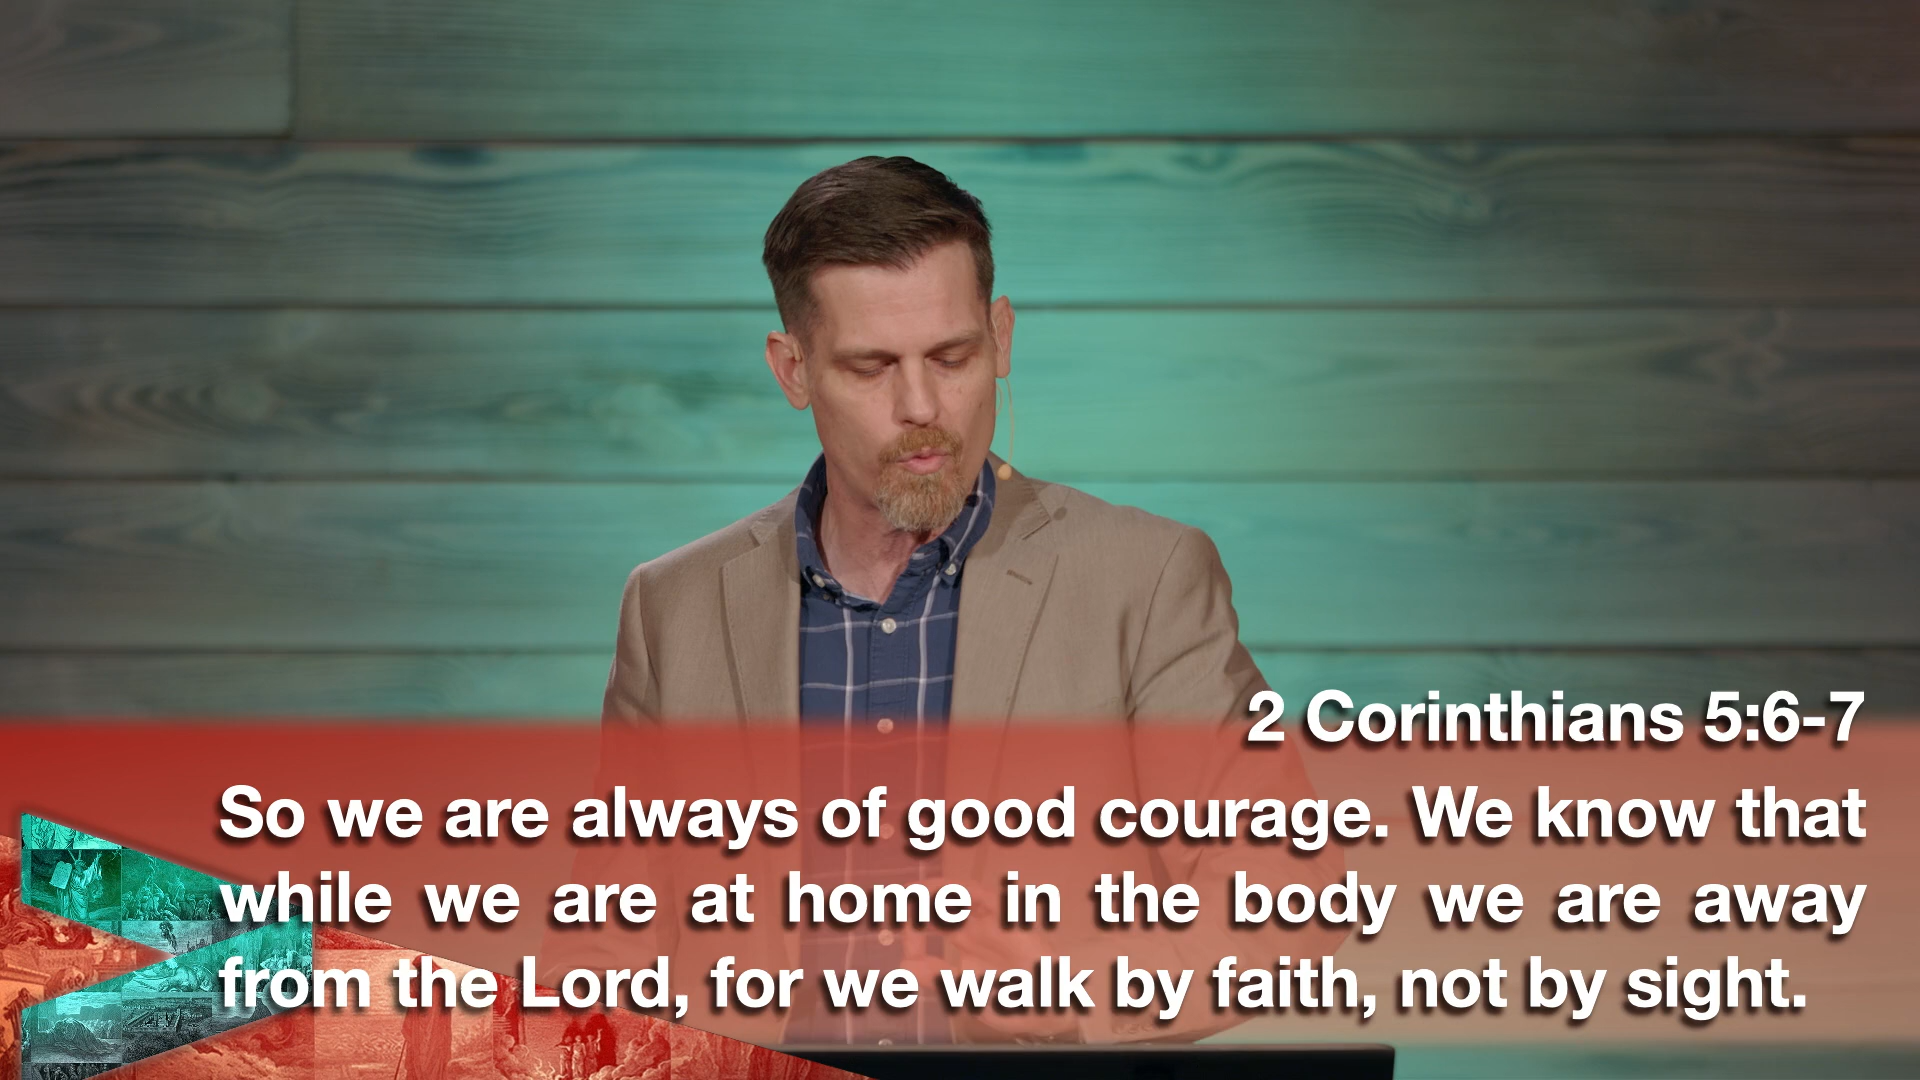 2 Corinthians 5:6-7
So we are always of good courage. We know that
while we are at home in the body we are away
from the Lord, for we walk by faith, not by sight.